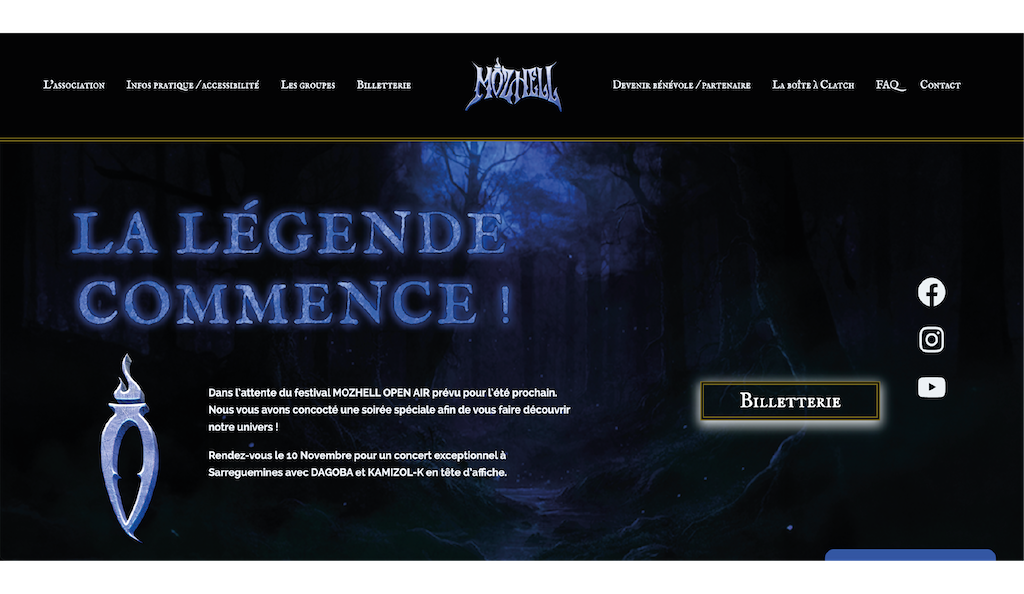 L'association
Infos pratique / accessibilité
Les groupes
Billetterie
MÖZHELL
Devenir bénévole / partenaire
La boîte à Clatch
FAQ
Contact
LA LÉGENDE
COMMENCE !
Dans l'attente du festival MOZHELL OPEN AIR prévu pour l'été prochain.
Nous vous avons concocté une soirée spéciale afin de vous faire découvrir
notre univers !
Rendez-vous le 10 Novembre pour un concert exceptionnel à
Sarreguemines avec DAGOBA et KAMIZOL-K en tête d'affiche.
Billetterie